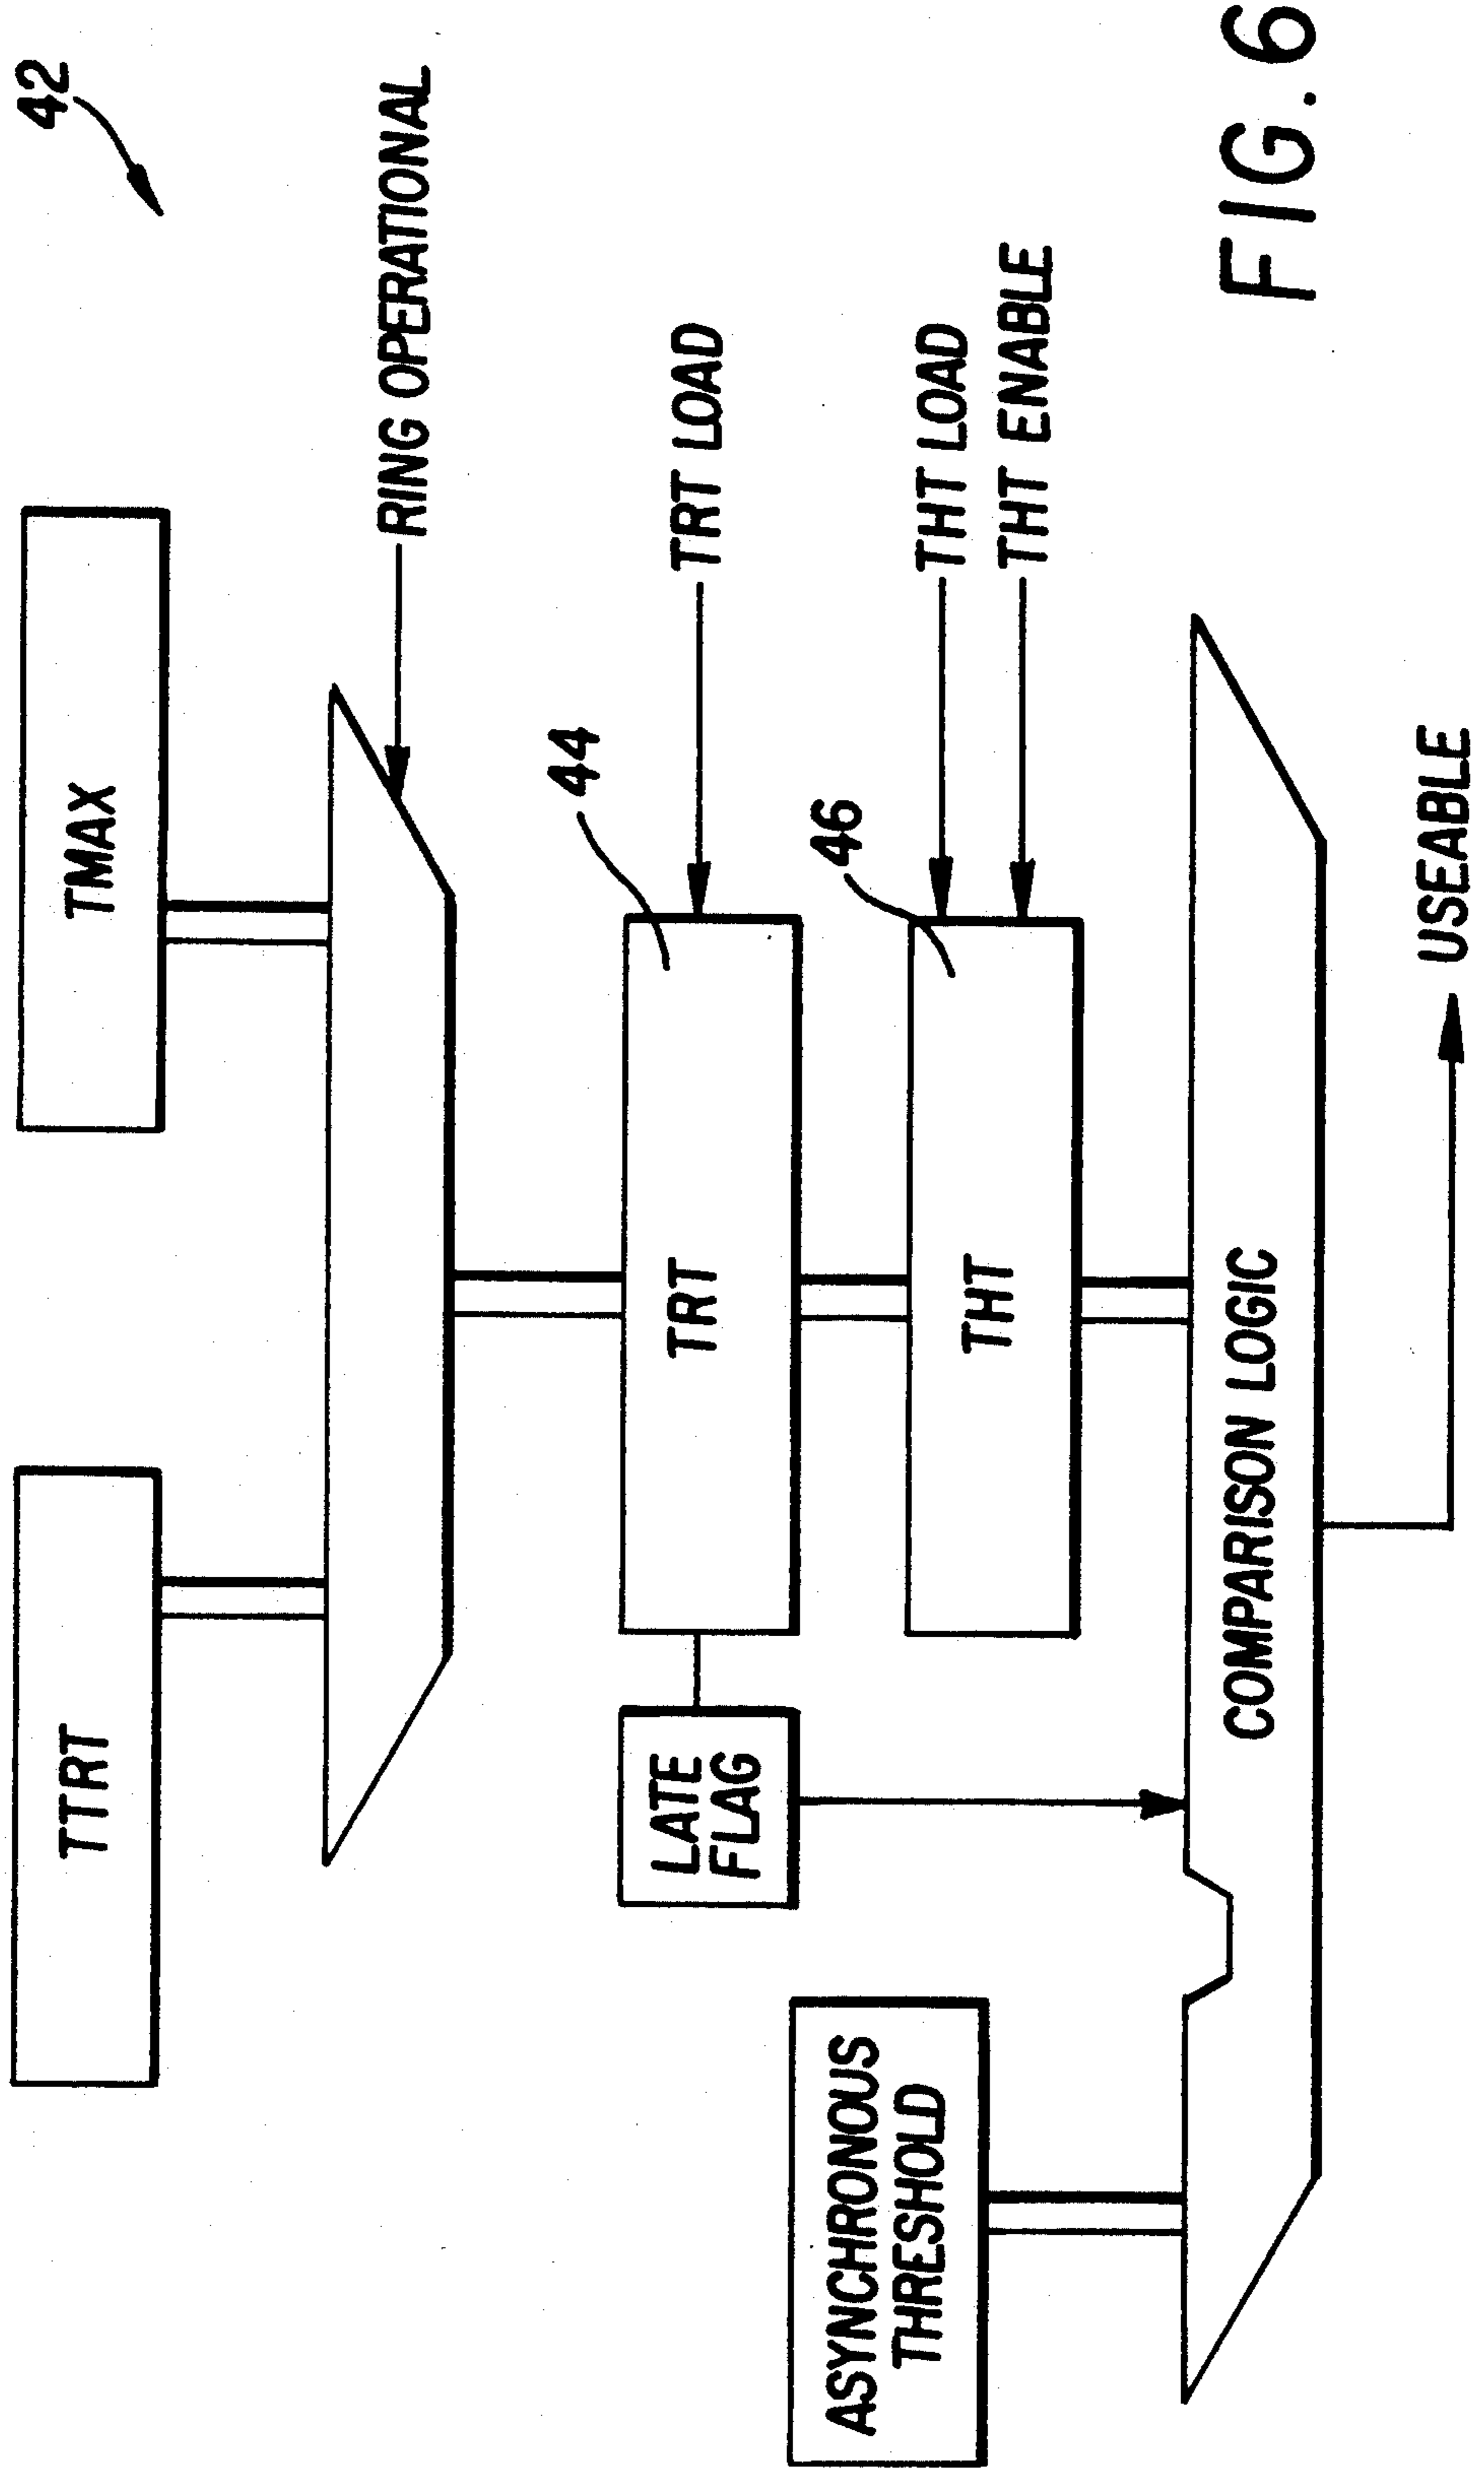 42
TTRT
TMAX
RING OPERATIONAL
44
LATE
FLAG
TRT
TRT LOAD
46
ASYNCHRONOUS
THRESHOLD
THT
THT LOAD
THT ENABLE
COMPARISON LOGIC
USEABLE
FIG. 6